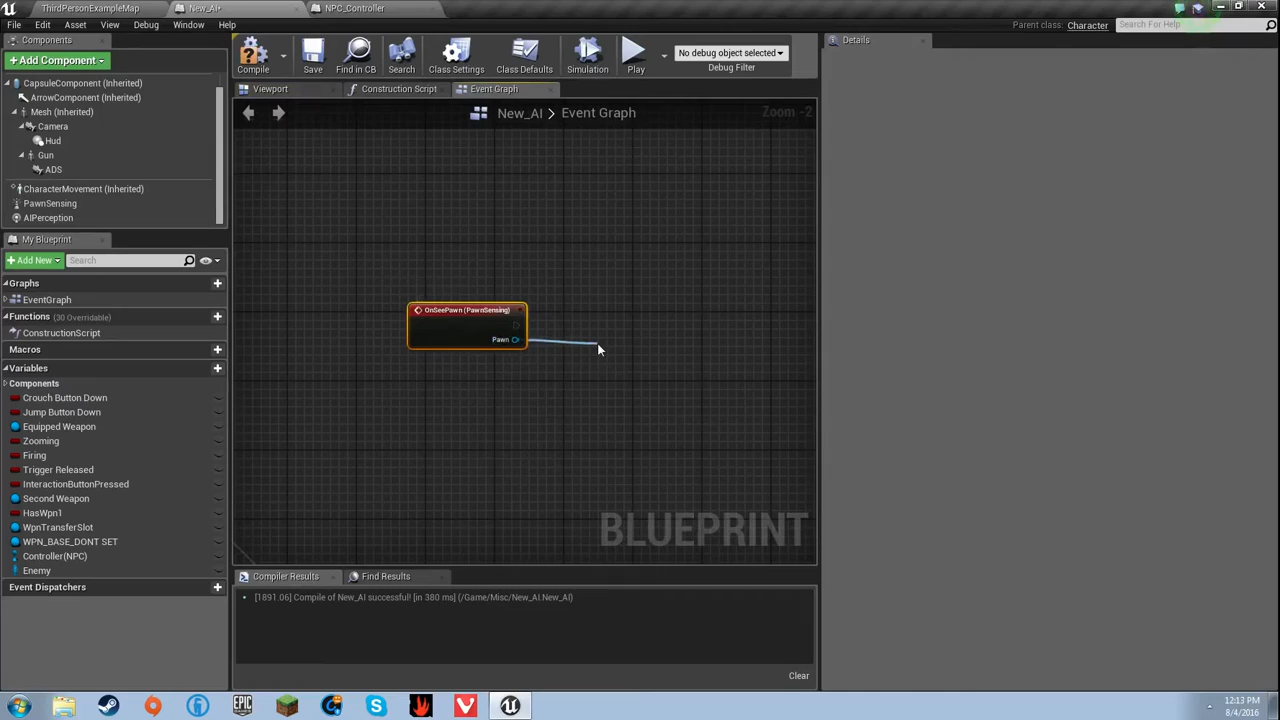 ThirdPersonExampleMap
New_AI*
NPC_Controller
File Edit Asset View Debug Window Help
Parent class: Character
Search For Help
Components
+ Add Component
CapsuleComponent (Inherited)
ArrowComponent (Inherited)
Mesh (Inherited)
Camera
Hud
Gun
ADS
CharacterMovement (Inherited)
PawnSensing
AIPerception
Compile
Save
Find in CB
Search
Class Settings
Class Defaults
Simulation
Play
No debug object selected
Debug Filter
Details
Viewport
Construction Script
Event Graph
New_AI > Event Graph
Zoom -2
OnSeePawn (PawnSensing)
Pawn
BLUEPRINT
My Blueprint
+ Add New
Search
Graphs
EventGraph
Functions (30 Overridable)
ConstructionScript
Macros
Variables
Components
Crouch Button Down
Jump Button Down
Equipped Weapon
Zooming
Firing
Trigger Released
InteractionButtonPressed
Second Weapon
HasWpn1
WpnTransferSlot
WPN_BASE_DONT SET
Controller(NPC)
Enemy
Event Dispatchers
Compiler Results
Find Results
[1891.06] Compile of New_AI successful! [in 380 ms] (/Game/Misc/New_AI.New_AI)
Clear
EPIC GAMES
12:13 PM
8/4/2016